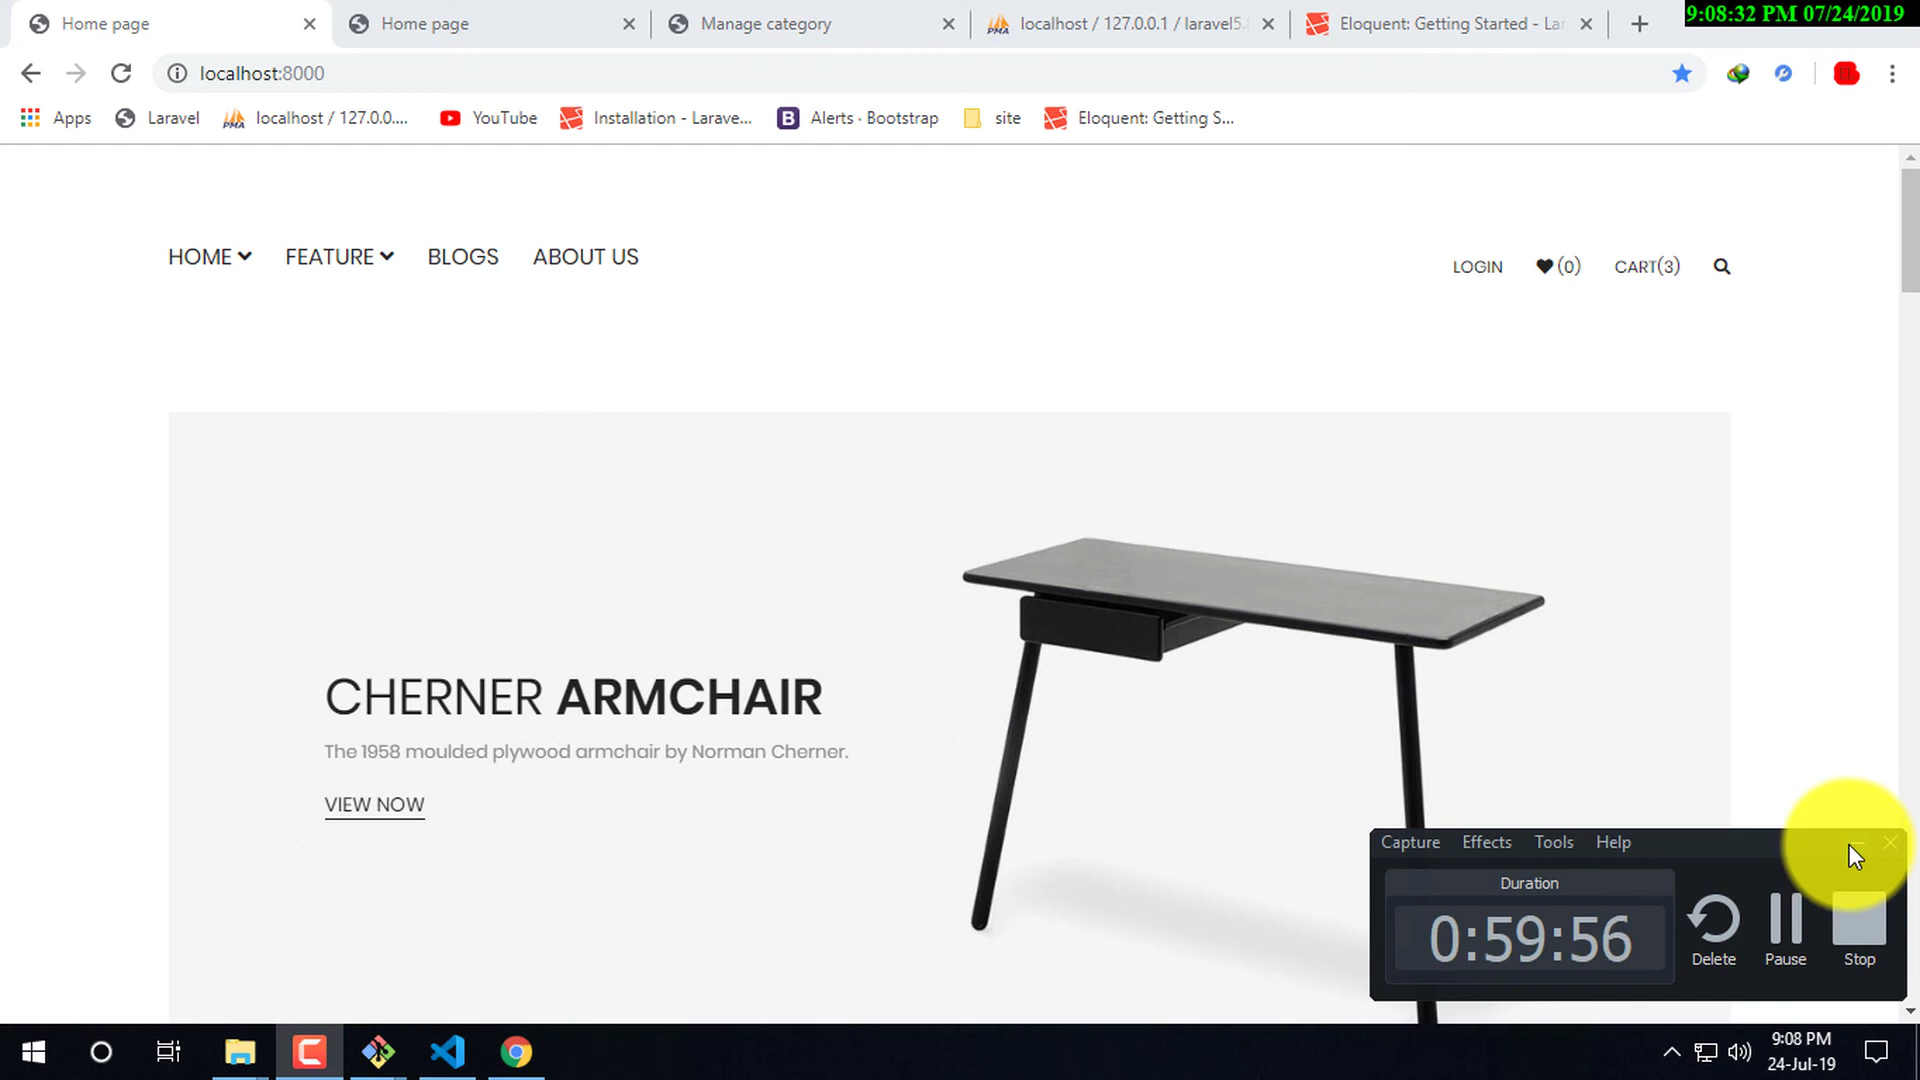 Home page
Home page
Manage category
localhost / 127.0.0.1 / laravel5.8
Eloquent: Getting Started - Lar
9:08:32 PM 07/24/2019
localhost:8000
Apps
Laravel
localhost / 127.0.0....
YouTube
Installation - Larave...
Alerts · Bootstrap
site
Eloquent: Getting S...
HOME
FEATURE
BLOGS
ABOUT US
LOGIN
(0)
CART(3)
CHERNER ARMCHAIR
The 1958 moulded plywood armchair by Norman Cherner.
VIEW NOW
Capture
Effects
Tools
Help
Duration
0:59:56
Delete
Pause
Stop
9:08 PM
24-Jul-19